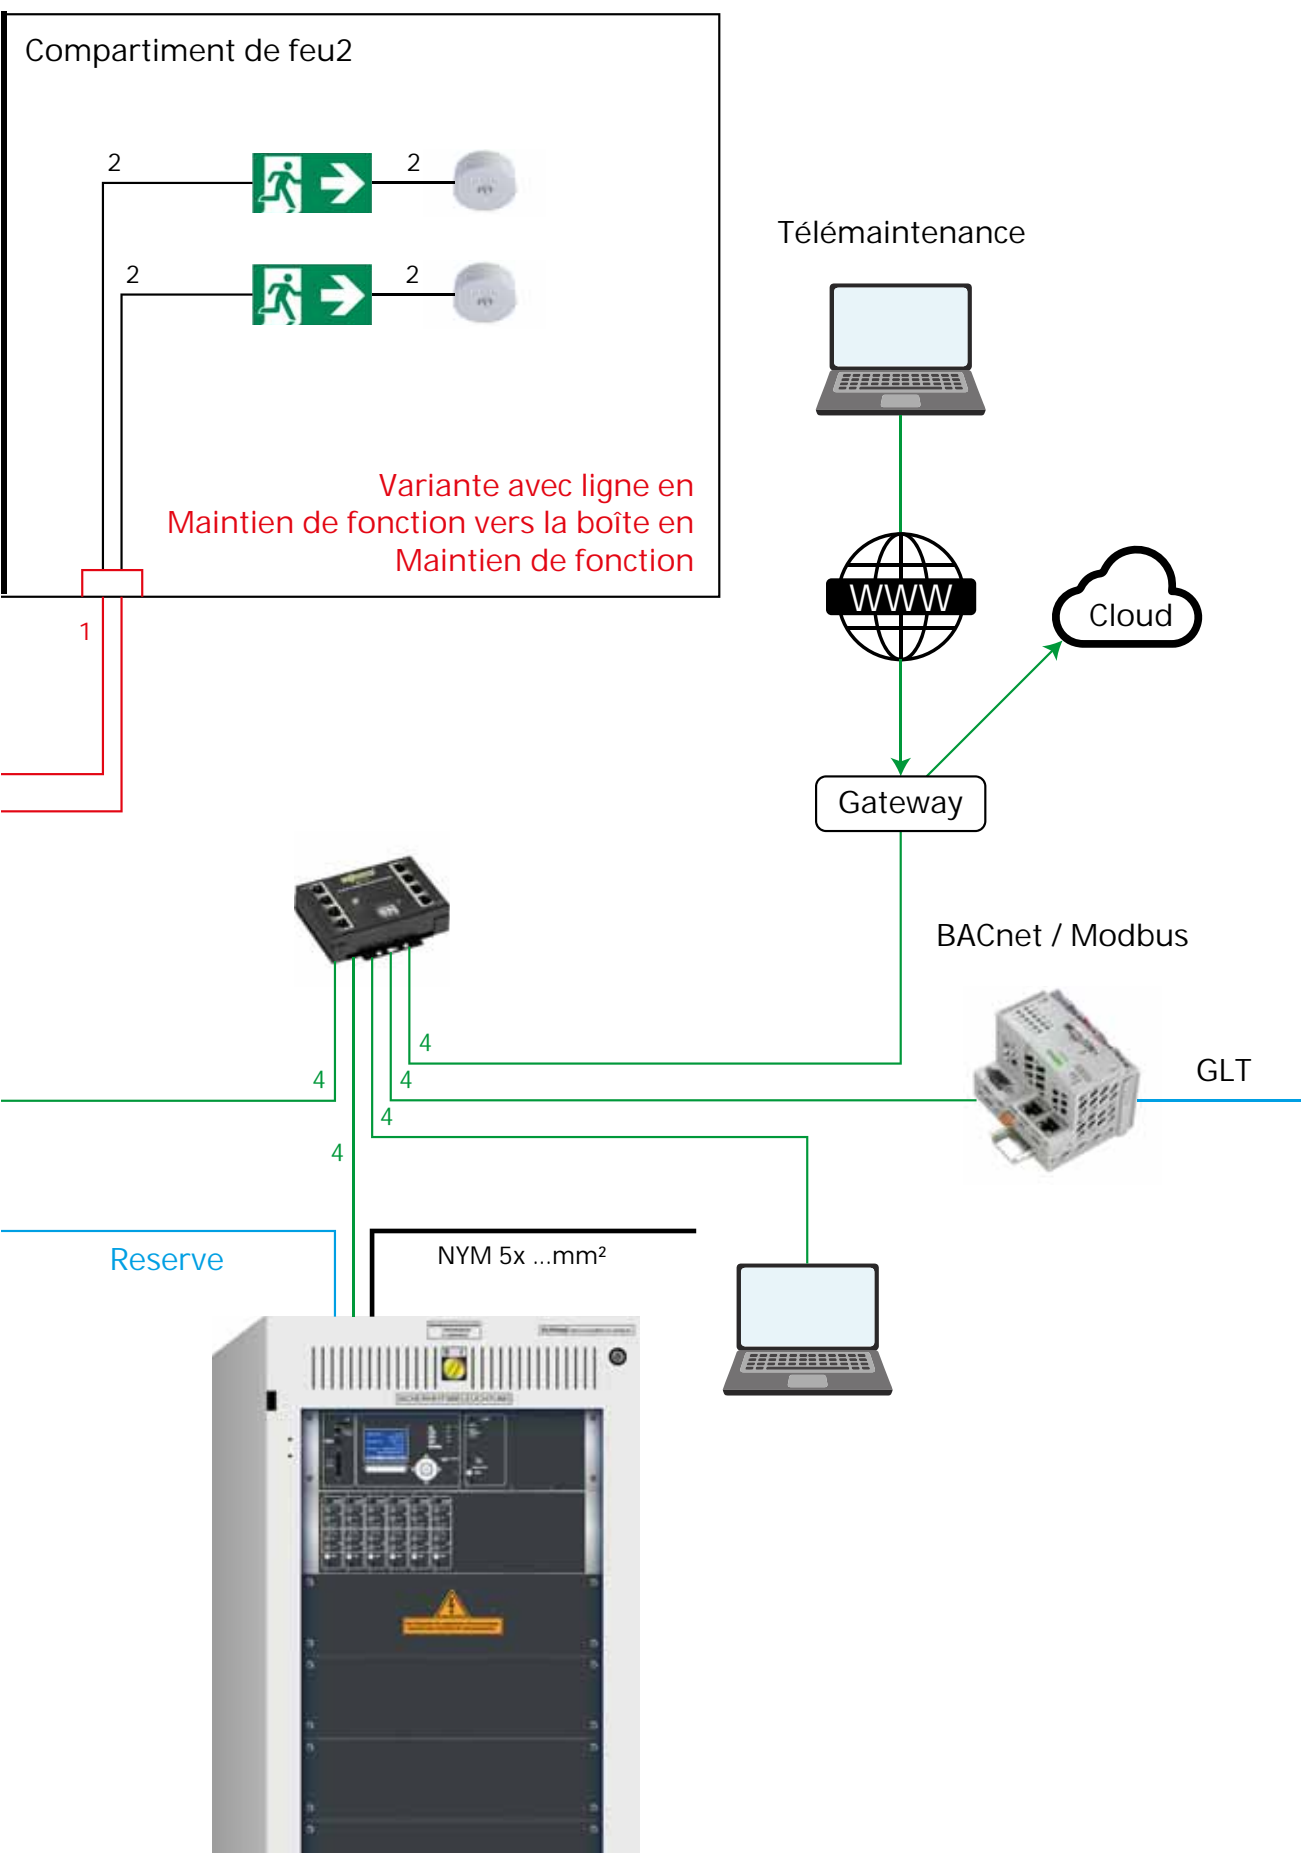 Compartiment de feu2
2
2
2
2
Variante avec ligne en
Maintien de fonction vers la boîte en
Maintien de fonction
1
Télémaintenance
WWW
Cloud
Gateway
BACnet / Modbus
GLT
4
4
4
4
4
Reserve
NYM 5x ...mm²
SICHERHEITSBELEUCHTUNG